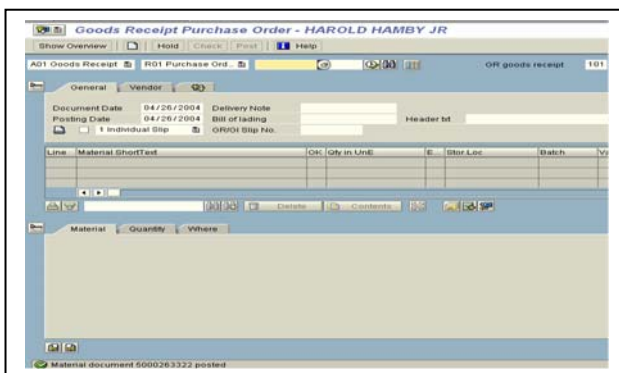 Goods Receipt Purchase Order - HAROLD HAMBY JR
Show Overview Hold Check Post Help
A01 Goods Receipt R01 Purchase Ord.. GR goods receipt 101
General Vendor
Document Date 04/26/2004 Delivery Note
Posting Date 04/26/2004 Bill of lading Header txt
1 Individual Slip GR/GI Slip No.
Line Material ShortText OK Qty in UnE E... Stor. Loc Batch Va
Delete Contents
Material Quantity Where
Material document 5000263322 posted